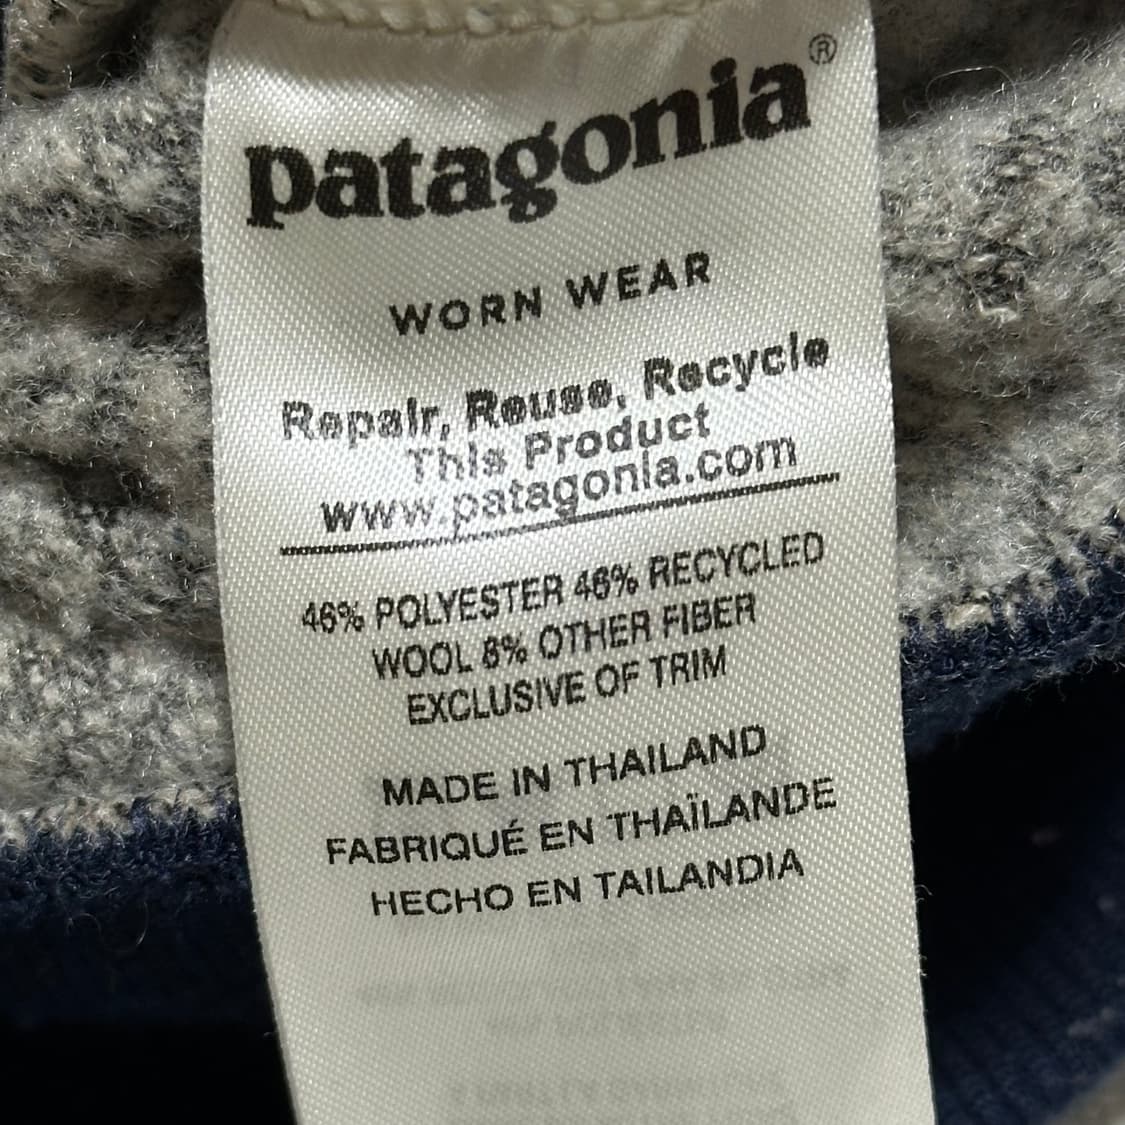 patagonia®
WORN WEAR
Repair, Reuse, Recycle
This Product
www.patagonia.com
46% POLYESTER 46% RECYCLED
WOOL 8% OTHER FIBER
EXCLUSIVE OF TRIM
MADE IN THAILAND
FABRIQUÉ EN THAÏLANDE
HECHO EN TAILANDIA